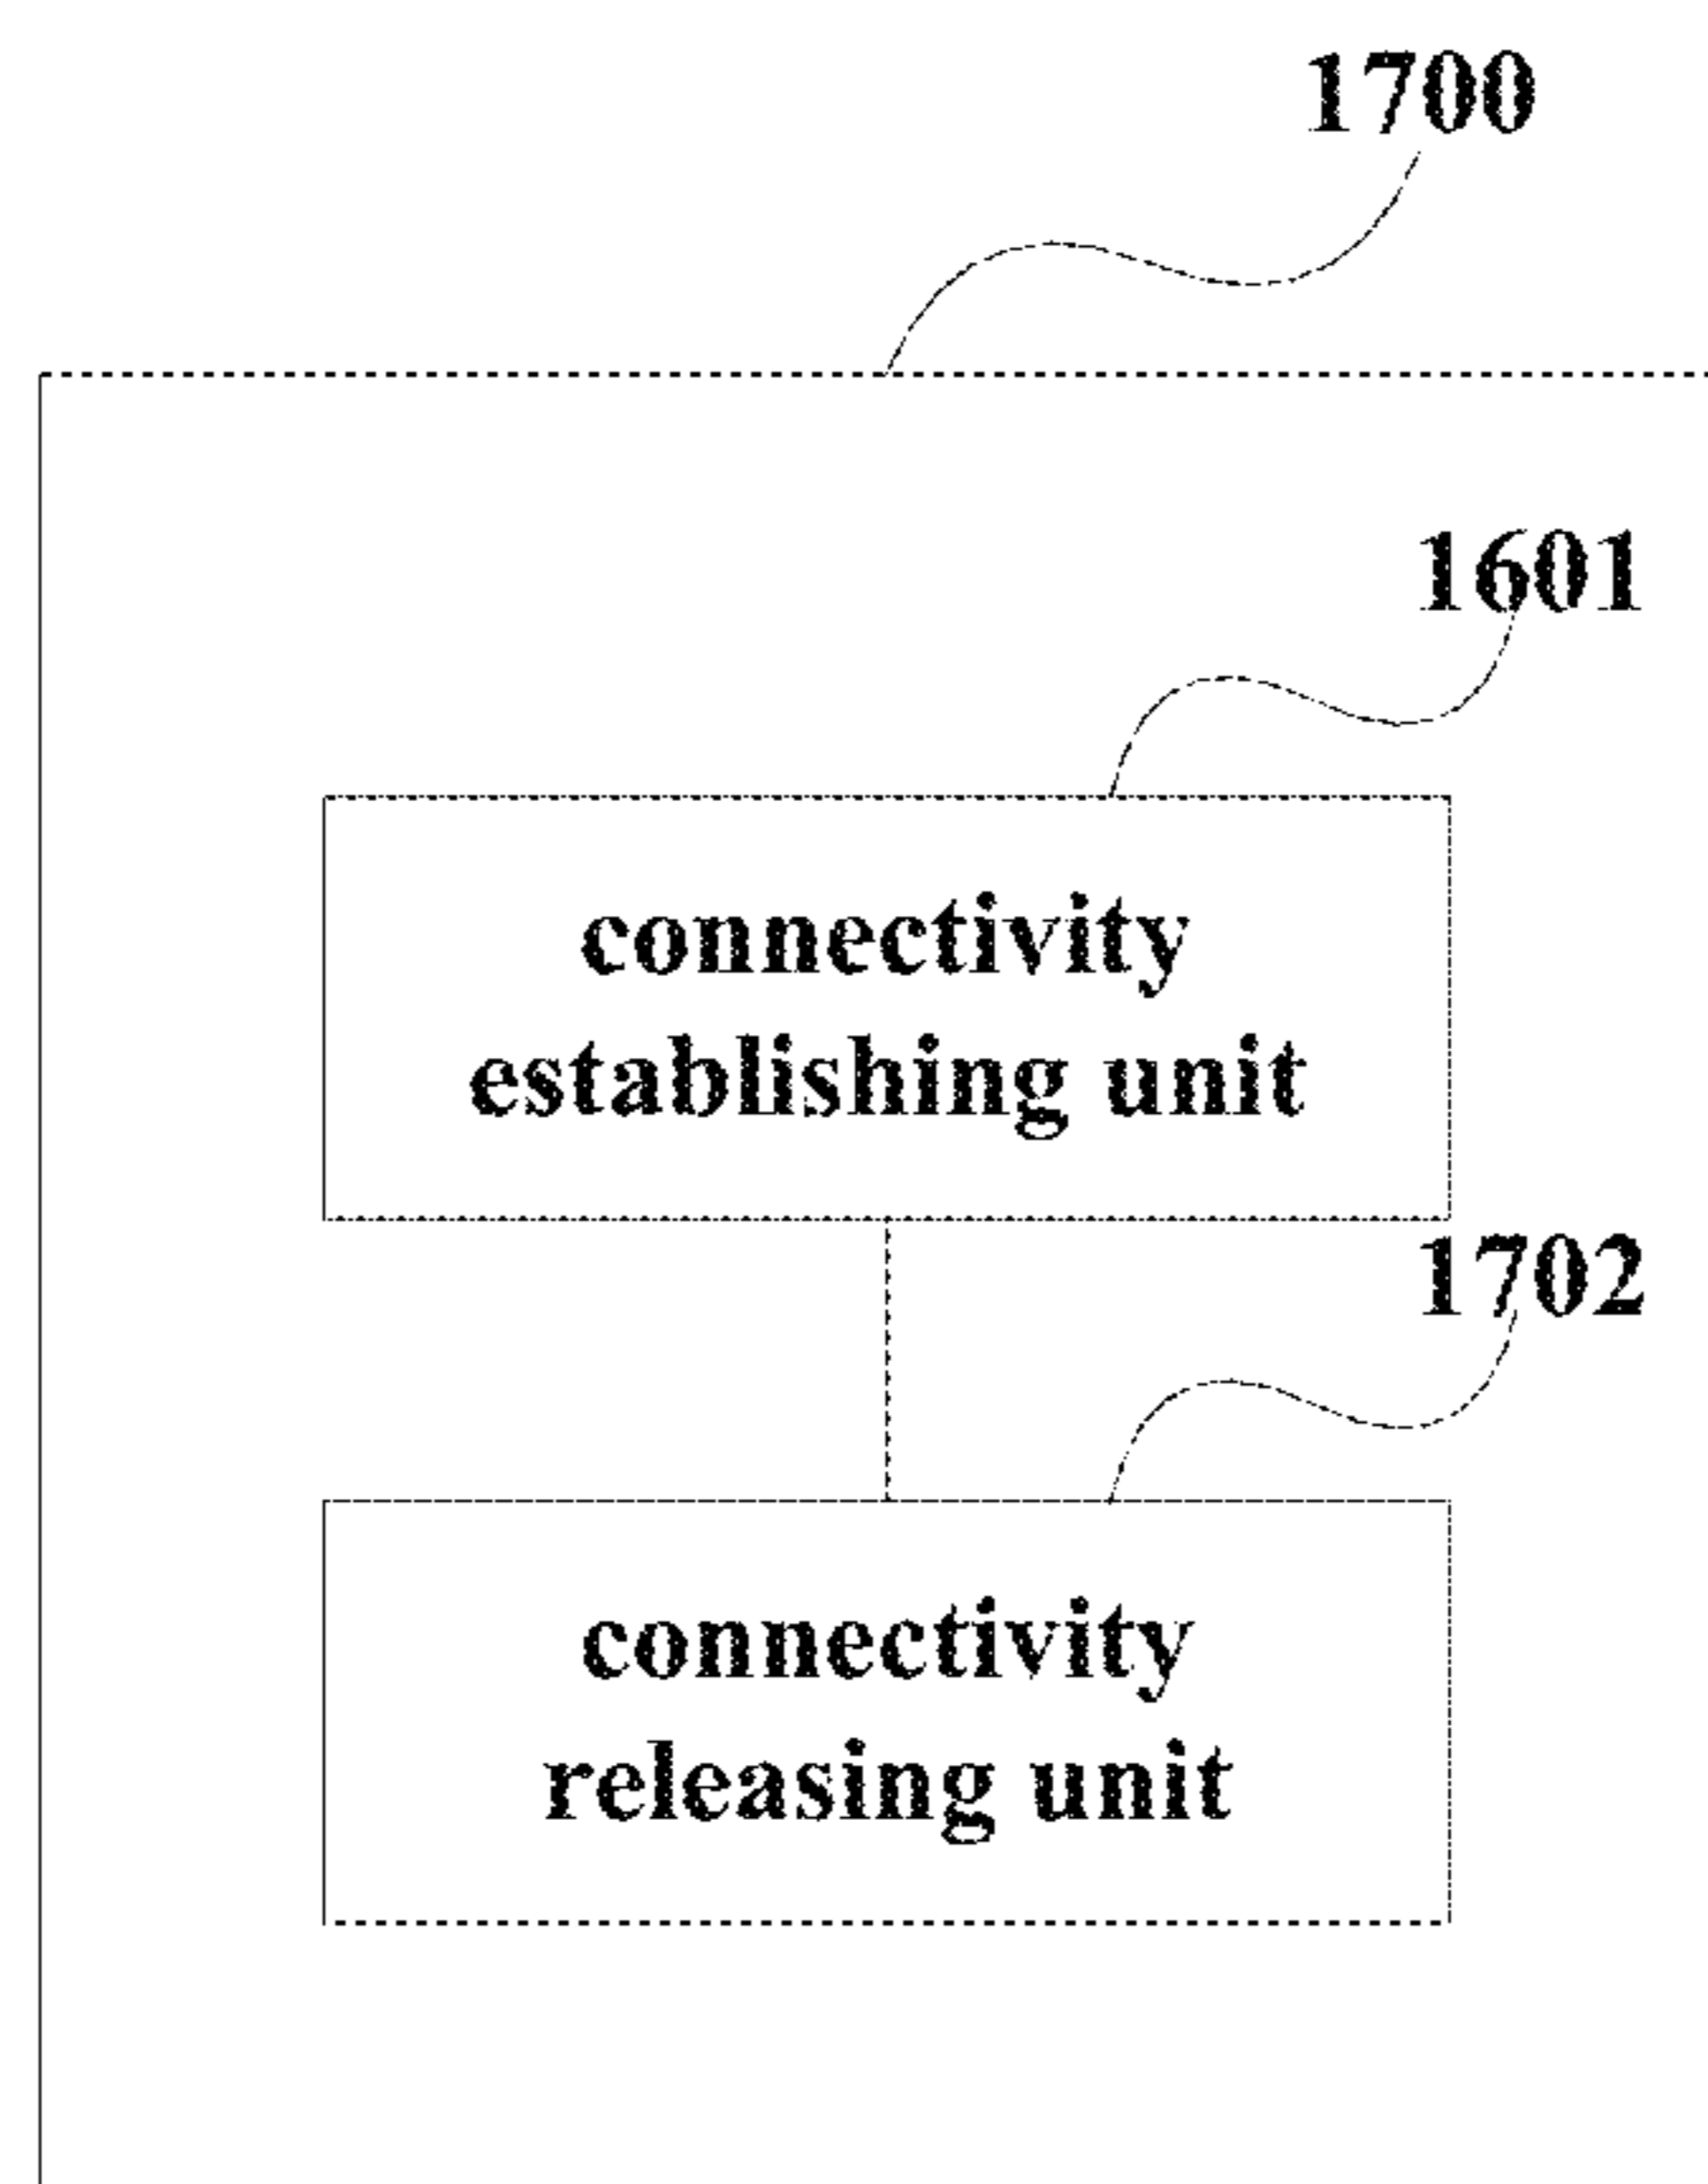 1700
1601
connectivity
establishing unit
1702
connectivity
releasing unit